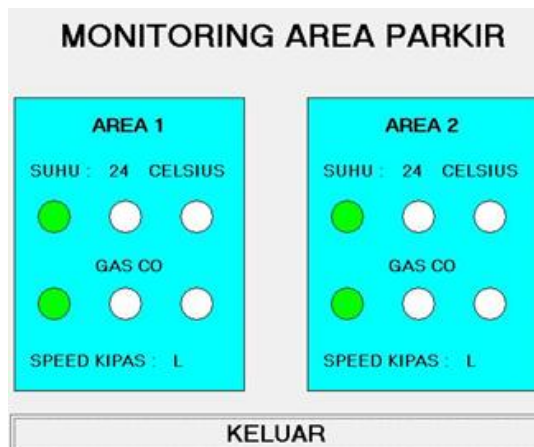 MONITORING AREA PARKIR
AREA 1
SUHU : 24 CELSIUS
GAS CO
SPEED KIPAS : L
AREA 2
SUHU : 24 CELSIUS
GAS CO
SPEED KIPAS : L
KELUAR